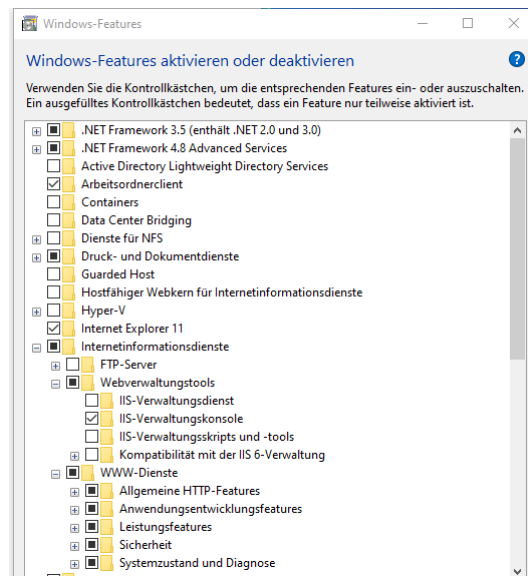 Windows-Features
Windows-Features aktivieren oder deaktivieren
Verwenden Sie die Kontrollkästchen, um die entsprechenden Features ein- oder auszuschalten.
Ein ausgefülltes Kontrollkästchen bedeutet, dass ein Feature nur teilweise aktiviert ist.
.NET Framework 3.5 (enthält .NET 2.0 und 3.0)
.NET Framework 4.8 Advanced Services
Active Directory Lightweight Directory Services
Arbeitsordnerclient
Containers
Data Center Bridging
Dienste für NFS
Druck- und Dokumentdienste
Guarded Host
Hostfähiger Webkern für Internetinformationsdienste
Hyper-V
Internet Explorer 11
Internetinformationsdienste
FTP-Server
Webverwaltungstools
IIS-Verwaltungsdienst
IIS-Verwaltungskonsole
IIS-Verwaltungsskripts und -tools
Kompatibilität mit der IIS 6-Verwaltung
WWW-Dienste
Allgemeine HTTP-Features
Anwendungsentwicklungsfeatures
Leistungsfeatures
Sicherheit
Systemzustand und Diagnose